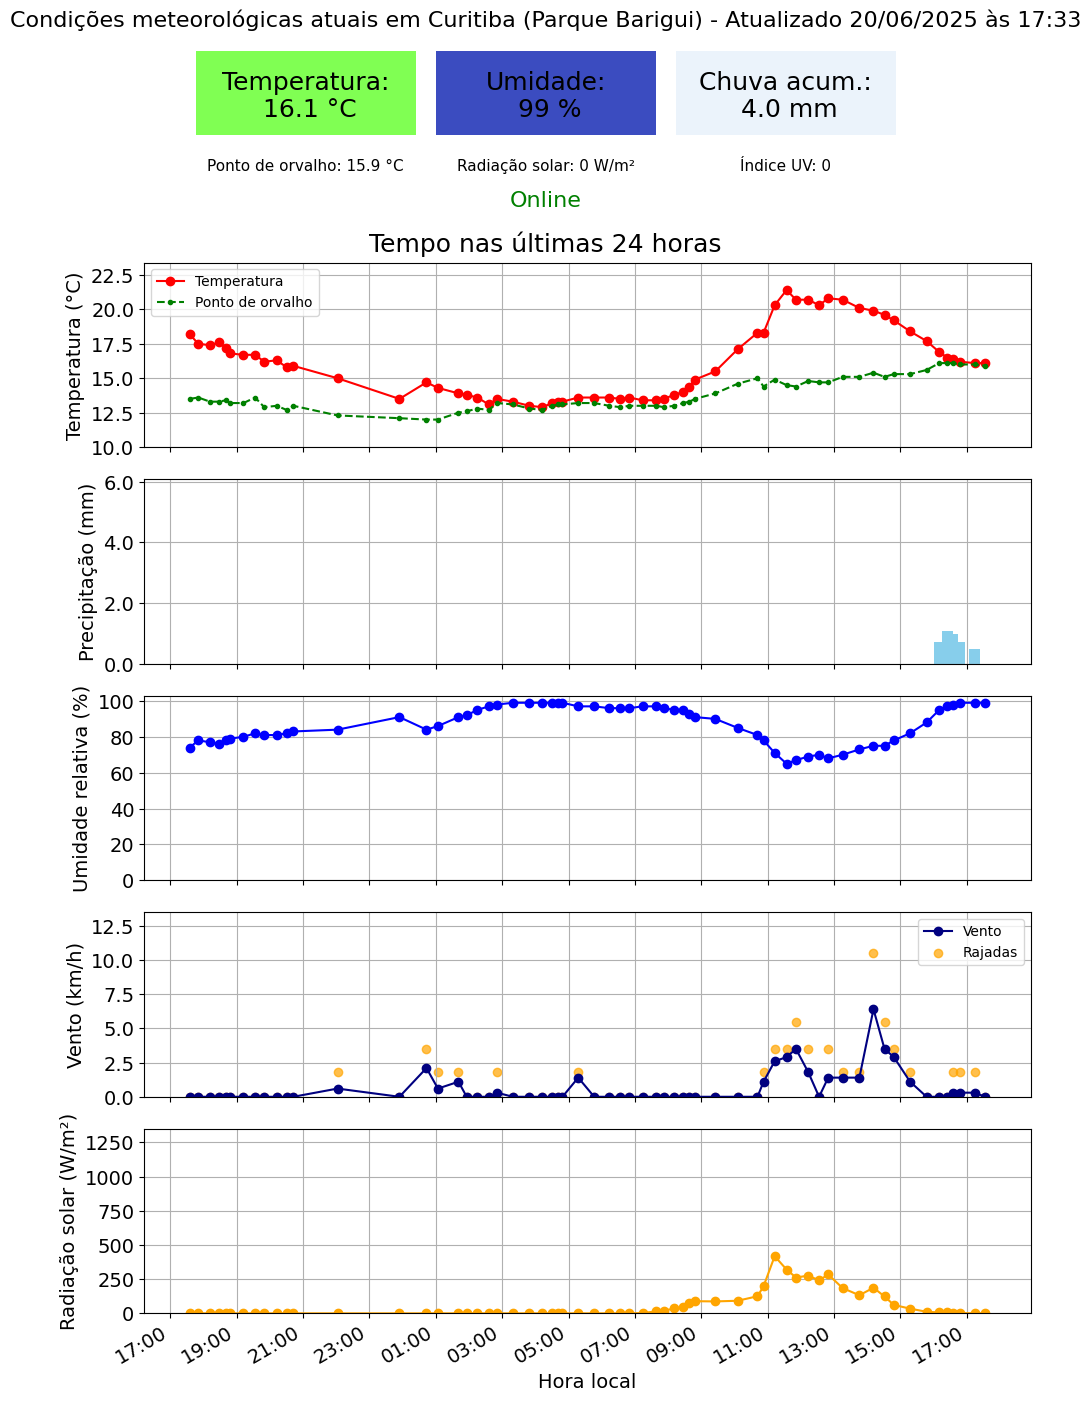 Condições meteorológicas atuais em Curitiba (Parque Barigui) - Atualizado 20/06/2025 às 17:33
Temperatura:
16.1 °C
Umidade:
99 %
Chuva acum.:
4.0 mm
Ponto de orvalho: 15.9 °C
Radiação solar: 0 W/m²
Índice UV: 0
Online
Tempo nas últimas 24 horas
Temperatura (°C)
22.5
20.0
17.5
15.0
12.5
10.0
Temperatura
Ponto de orvalho
Precipitação (mm)
6.0
4.0
2.0
0.0
Umidade relativa (%)
100
80
60
40
20
0
Vento (km/h)
12.5
10.0
7.5
5.0
2.5
0.0
Vento
Rajadas
Radiação solar (W/m²)
1250
1000
750
500
250
0
17:00
19:00
21:00
23:00
01:00
03:00
05:00
07:00
09:00
11:00
13:00
15:00
17:00
Hora local